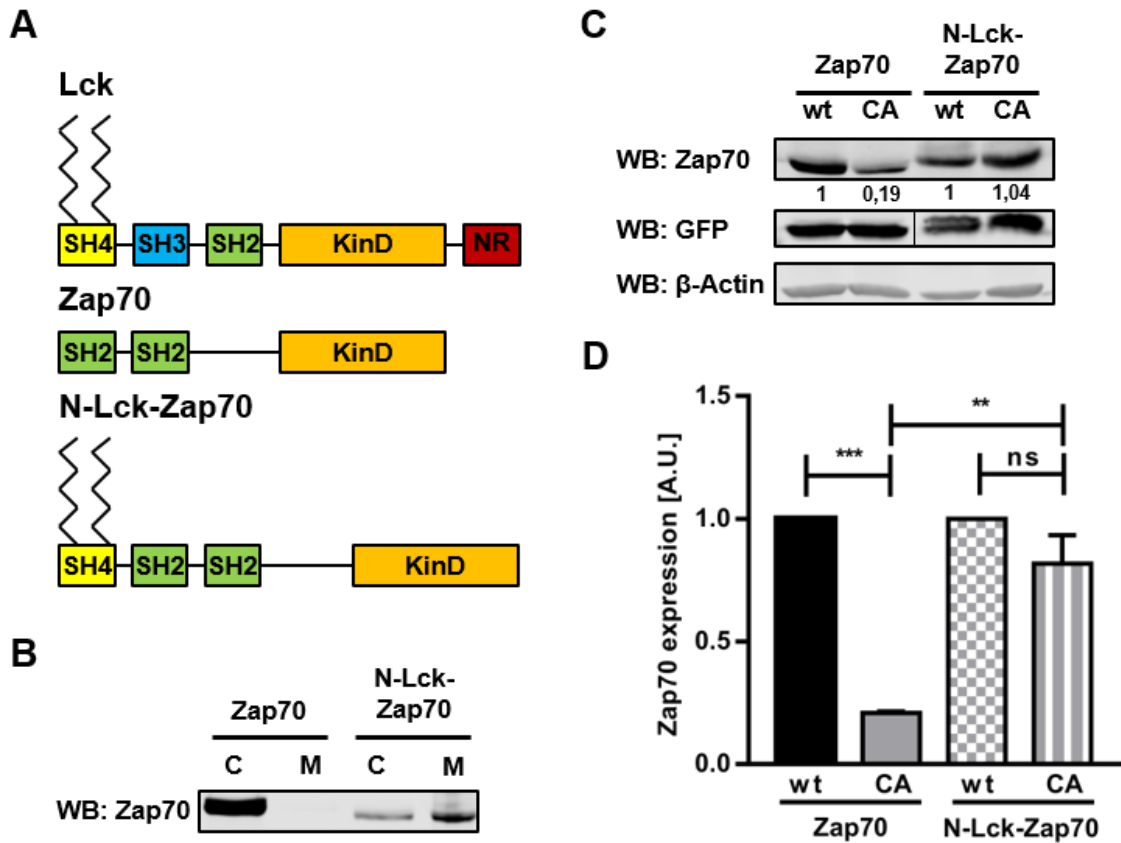 A
Lck
SH4 SH3 SH2 KinD NR
Zap70
SH2 SH2 KinD
N-Lck-Zap70
SH4 SH2 SH2 KinD
B
Zap70
N-Lck-
Zap70
C M C M
WB: Zap70
C
Zap70
N-Lck-
Zap70
wt CA wt CA
WB: Zap70
1 0,19 1 1,04
WB: GFP
WB: β-Actin
D
Zap70 expression [A.U.]
1.5
1.0
0.5
0.0
***
**
ns
wt CA wt CA
Zap70 N-Lck-Zap70